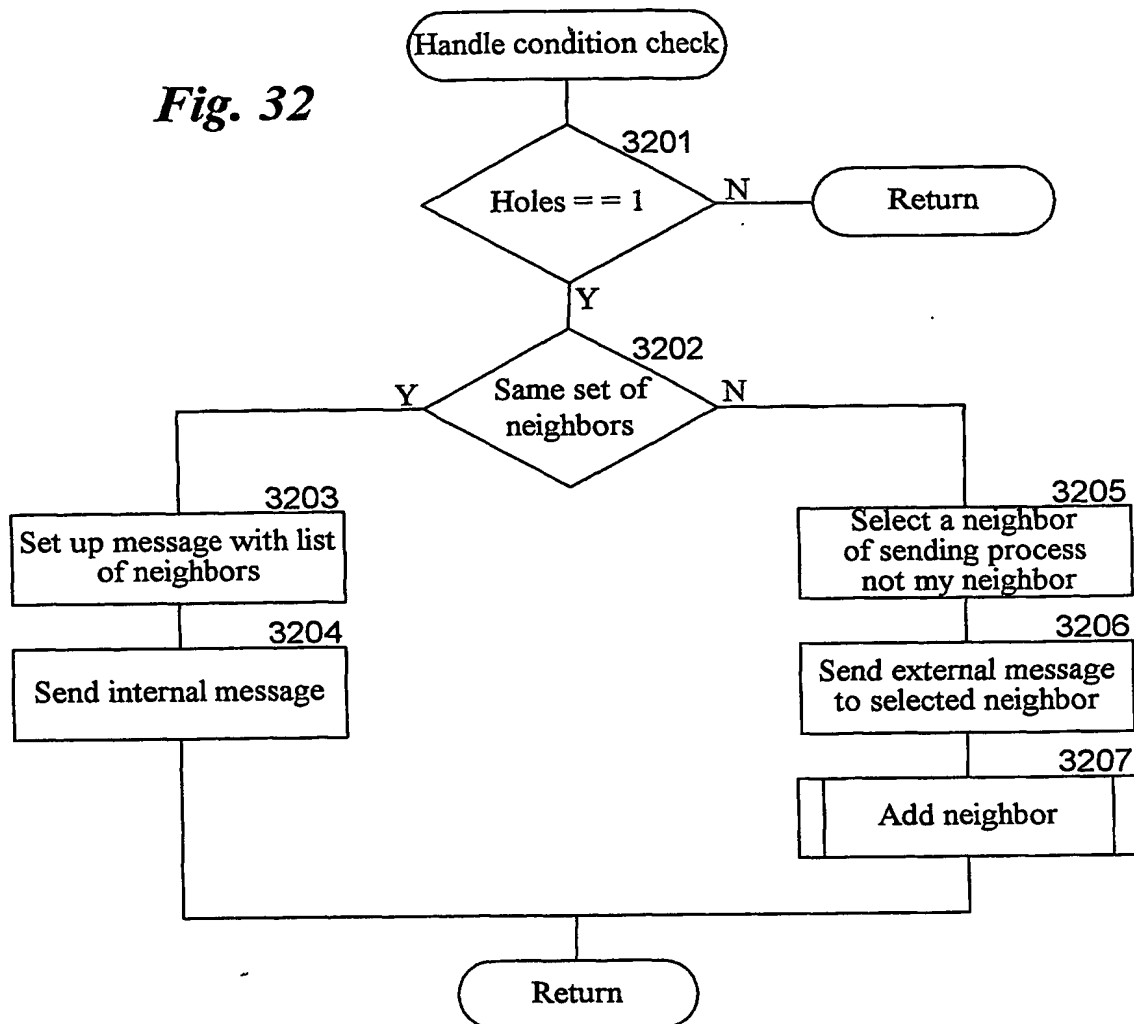 Handle condition check
Fig. 32
3201
Holes = = 1
N
Return
Y
3202
Same set of
neighbors
Y
N
3203
Set up message with list
of neighbors
3204
Send internal message
3205
Select a neighbor
of sending process
not my neighbor
3206
Send external message
to selected neighbor
3207
Add neighbor
Return